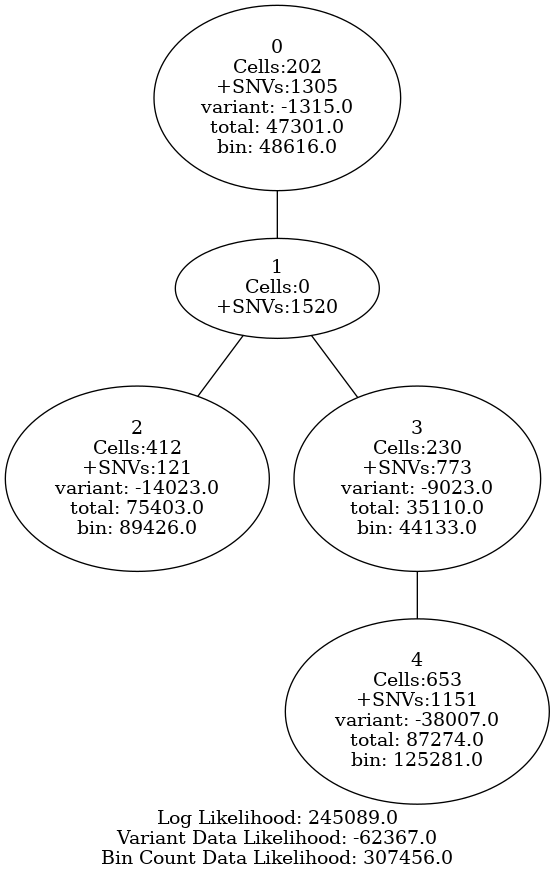 0
Cells:202
+SNVs:1305
variant: -1315.0
total: 47301.0
bin: 48616.0
1
Cells:0
+SNVs:1520
2
Cells:412
+SNVs:121
variant: -14023.0
total: 75403.0
bin: 89426.0
3
Cells:230
+SNVs:773
variant: -9023.0
total: 35110.0
bin: 44133.0
4
Cells:653
+SNVs:1151
variant: -38007.0
total: 87274.0
bin: 125281.0
Log Likelihood: 245089.0
Variant Data Likelihood: -62367.0
Bin Count Data Likelihood: 307456.0